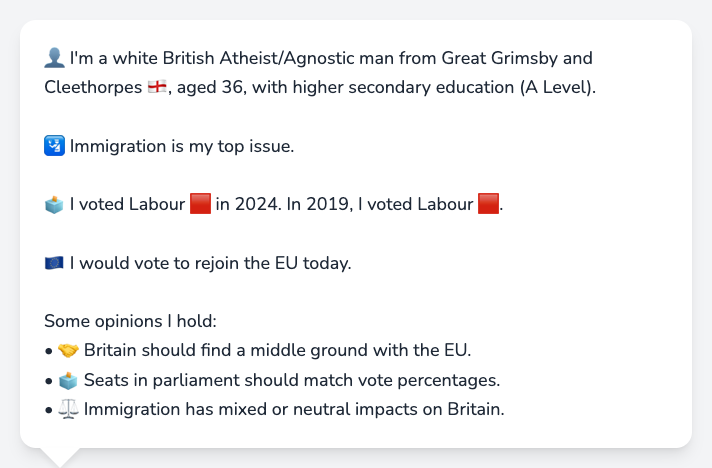 👤 I'm a white British Atheist/Agnostic man from Great Grimsby and
Cleethorpes 🏴󠁧󠁢󠁥󠁮󠁧󠁿, aged 36, with higher secondary education (A Level).
🛂 Immigration is my top issue.
🗳️ I voted Labour 🟥 in 2024. In 2019, I voted Labour 🟥.
🇪🇺 I would vote to rejoin the EU today.
Some opinions I hold:
• 🤝 Britain should find a middle ground with the EU.
• 🗳️ Seats in parliament should match vote percentages.
• ⚖️ Immigration has mixed or neutral impacts on Britain.